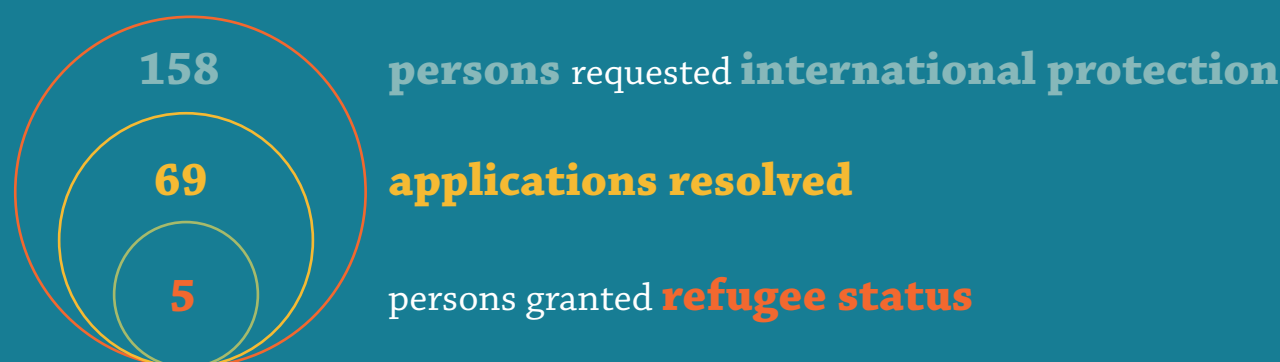 158 persons requested international protection
69 applications resolved
5 persons granted refugee status